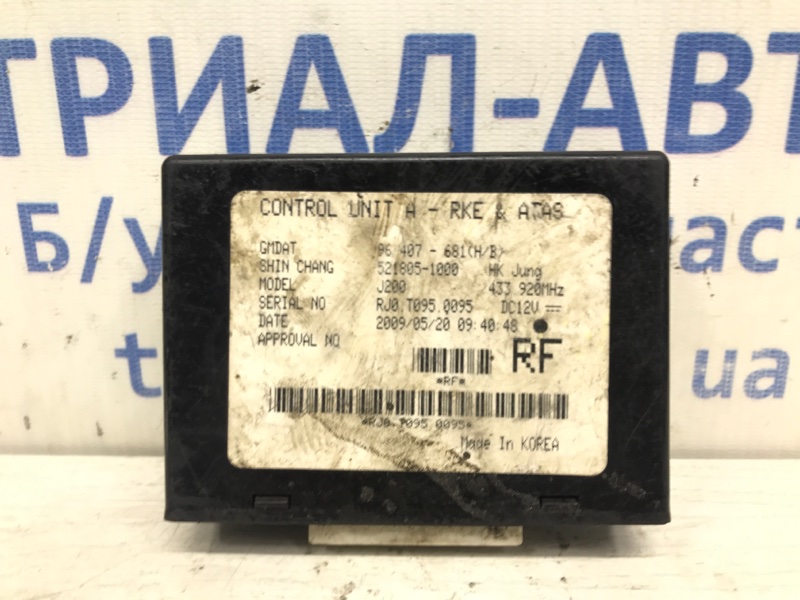 ТРИАЛ-АВТ
Б/у
част
t
ua
CONTROL UNIT A - RKE & ATAS
GMDAT 96 407 - 681(H/B)
SHIN CHANG 521805-1000 HK Jung
MODEL J200 433 920MHz
SERIAL NO RJ0.T095.0095 DC12V
DATE 2009/05/20 09:40:48
APPROVAL NO
RF
*RF*
*RJ0.T095.0095*
Made In KOREA